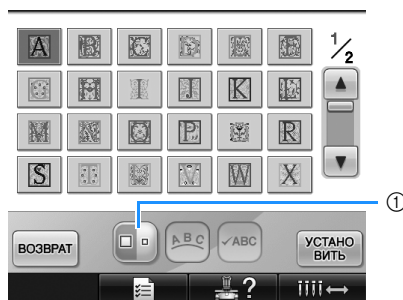 A B C D E F 1/2
G H I J K L
M N O P Q R
S T U V W X
①
ВОЗВРАТ ABC ✓ABC УСТАНО
ВИТЬ
?